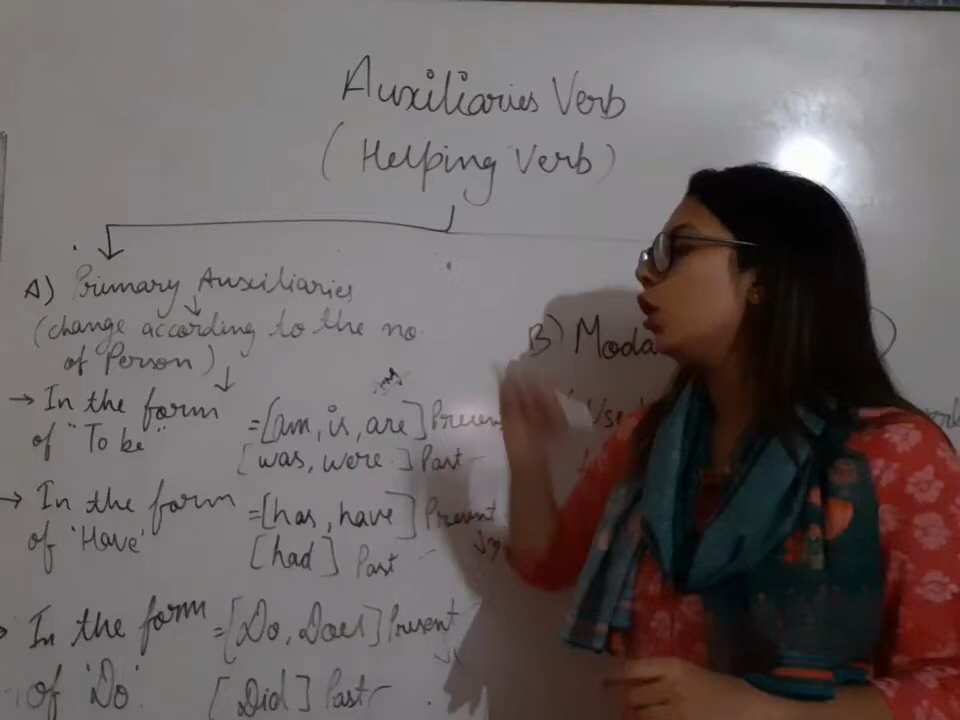 Auxiliaries Verb
(Helping Verb)
A) Primary Auxiliaries
(change according to the no.
of Person)
→ In the form
of "To be"
=[am, is, are] Present
[was, were.] Past
→ In the form
of 'Have'
=[has, have] Present
[had] Past
→ In the form
of 'Do'.
=[Do, Does] Present
[Did] Past
B) Moda
Use